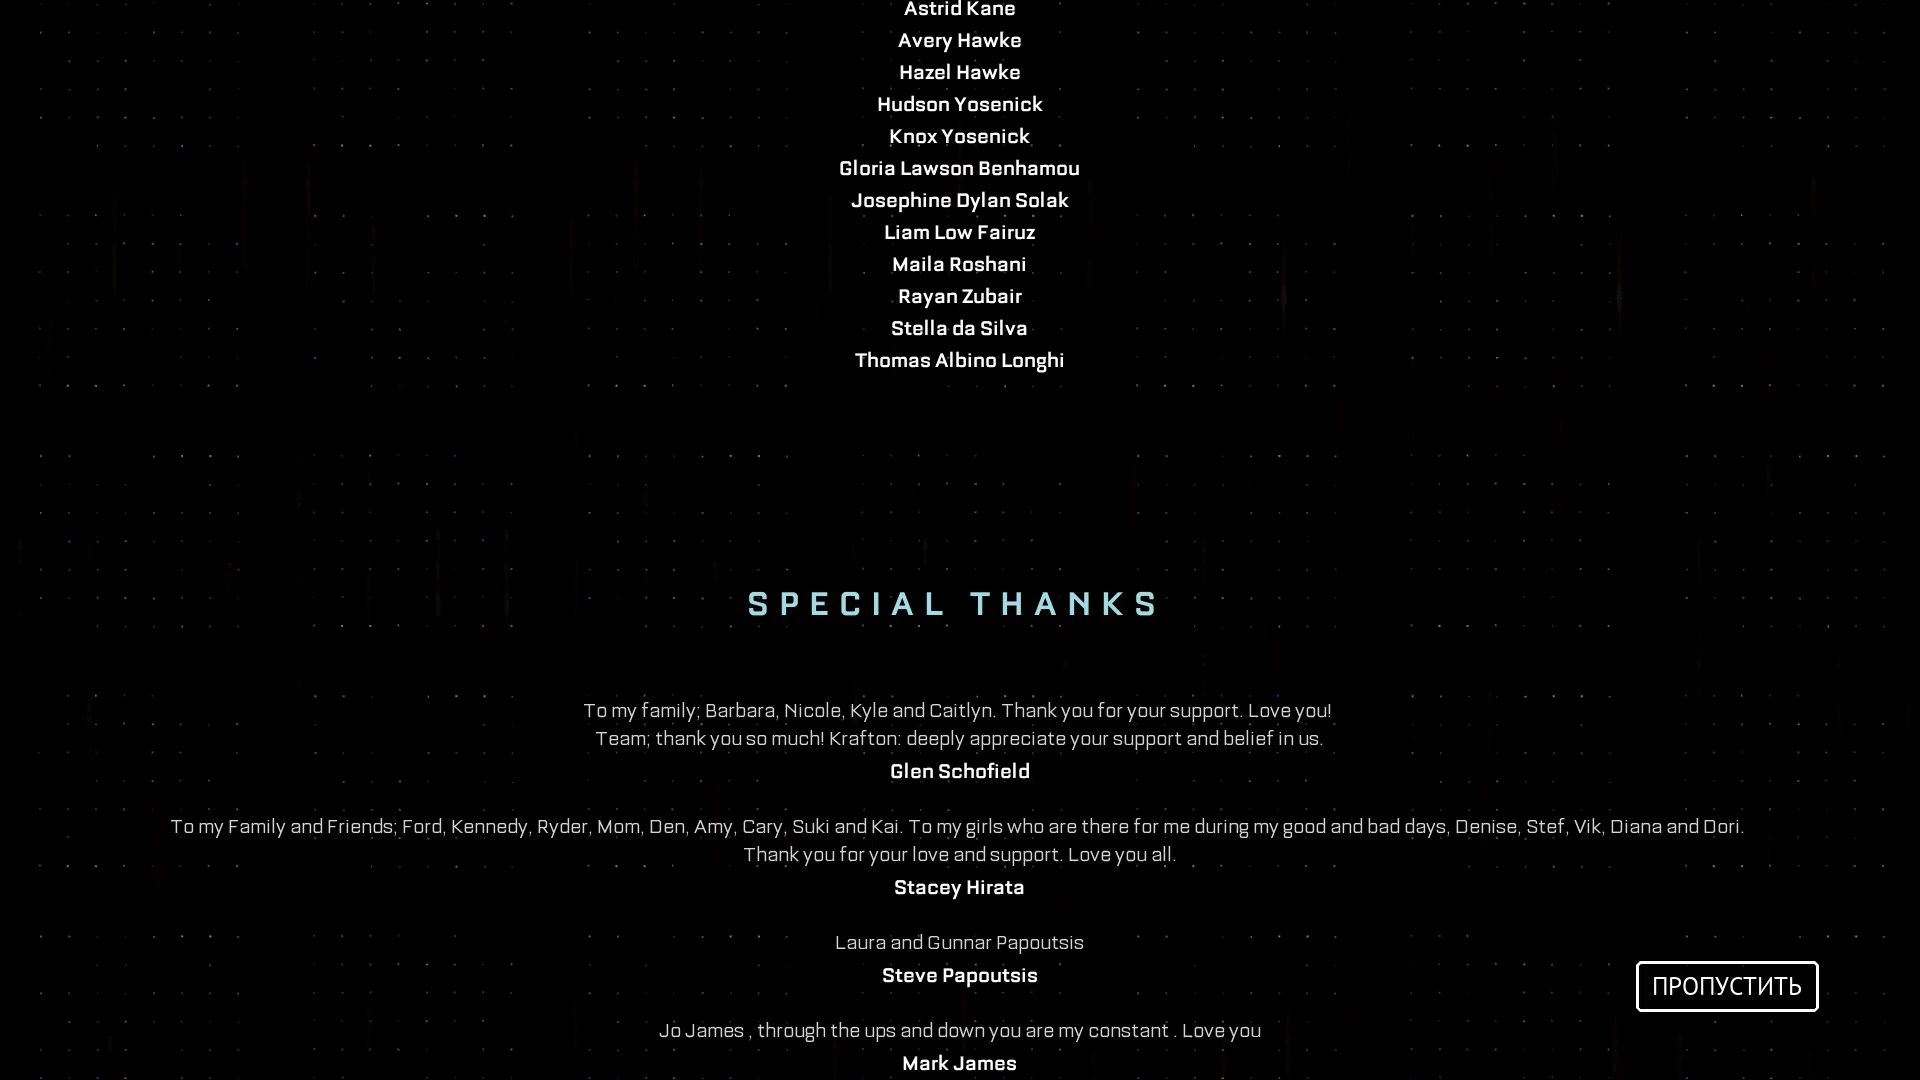 Astrid Kane
Avery Hawke
Hazel Hawke
Hudson Yosenick
Knox Yosenick
Gloria Lawson Benhamou
Josephine Dylan Solak
Liam Low Fairuz
Maila Roshani
Rayan Zubair
Stella da Silva
Thomas Albino Longhi
SPECIAL THANKS
To my family; Barbara, Nicole, Kyle and Caitlyn. Thank you for your support. Love you!
Team; thank you so much! Krafton: deeply appreciate your support and belief in us.
Glen Schofield
To my Family and Friends; Ford, Kennedy, Ryder, Mom, Den, Amy, Cary, Suki and Kai. To my girls who are there for me during my good and bad days, Denise, Stef, Vik, Diana and Dori.
Thank you for your love and support. Love you all.
Stacey Hirata
Laura and Gunnar Papoutsis
Steve Papoutsis
ПРОПУСТИТЬ
Jo James , through the ups and down you are my constant . Love you
Mark James